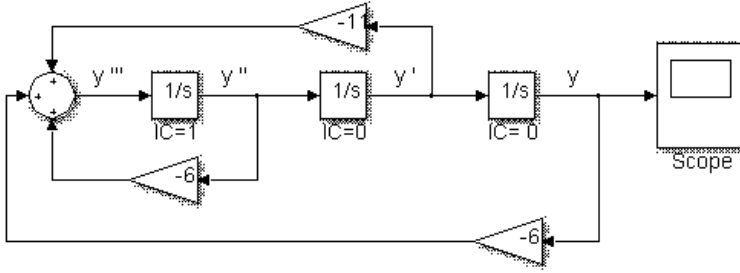 -11
y''' y'' y' y
+
+ 1/s 1/s 1/s
+
IC=1 IC=0 IC= 0
Scope
-6
-6